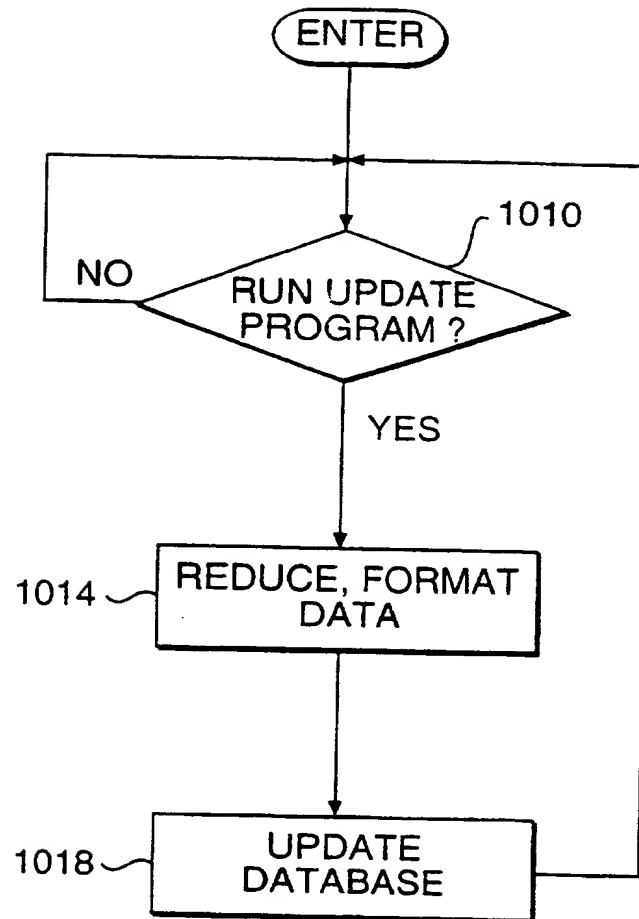 ENTER
1010
NO
RUN UPDATE
PROGRAM ?
YES
1014
REDUCE, FORMAT
DATA
1018
UPDATE
DATABASE